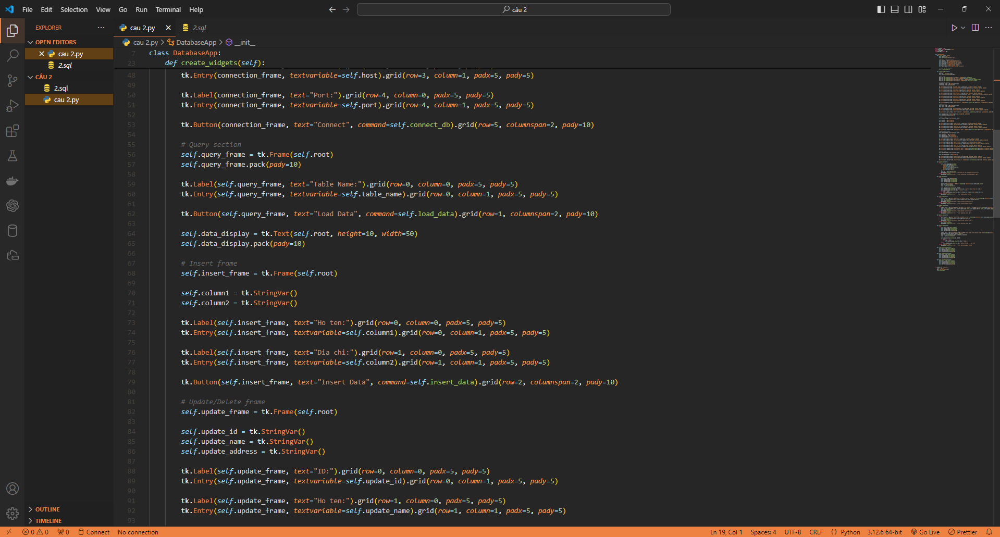 File Edit Selection View Go Run Terminal Help
câu 2
EXPLORER
OPEN EDITORS
cau 2.py
2.sql
CÂU 2
2.sql
cau 2.py
OUTLINE
TIMELINE
cau 2.py 2.sql
cau 2.py > DatabaseApp > __init__
7 class DatabaseApp:
23 def create_widgets(self):
48 tk.Entry(connection_frame, textvariable=self.host).grid(row=3, column=1, padx=5, pady=5)
49
50 tk.Label(connection_frame, text="Port:").grid(row=4, column=0, padx=5, pady=5)
51 tk.Entry(connection_frame, textvariable=self.port).grid(row=4, column=1, padx=5, pady=5)
52
53 tk.Button(connection_frame, text="Connect", command=self.connect_db).grid(row=5, columnspan=2, pady=10)
54
55 # Query section
56 self.query_frame = tk.Frame(self.root)
57 self.query_frame.pack(pady=10)
58
59 tk.Label(self.query_frame, text="Table Name:").grid(row=0, column=0, padx=5, pady=5)
60 tk.Entry(self.query_frame, textvariable=self.table_name).grid(row=0, column=1, padx=5, pady=5)
61
62 tk.Button(self.query_frame, text="Load Data", command=self.load_data).grid(row=1, columnspan=2, pady=10)
63
64 self.data_display = tk.Text(self.root, height=10, width=50)
65 self.data_display.pack(pady=10)
66
67 # Insert frame
68 self.insert_frame = tk.Frame(self.root)
69
70 self.column1 = tk.StringVar()
71 self.column2 = tk.StringVar()
72
73 tk.Label(self.insert_frame, text="Ho ten:").grid(row=0, column=0, padx=5, pady=5)
74 tk.Entry(self.insert_frame, textvariable=self.column1).grid(row=0, column=1, padx=5, pady=5)
75
76 tk.Label(self.insert_frame, text="Dia chi:").grid(row=1, column=0, padx=5, pady=5)
77 tk.Entry(self.insert_frame, textvariable=self.column2).grid(row=1, column=1, padx=5, pady=5)
78
79 tk.Button(self.insert_frame, text="Insert Data", command=self.insert_data).grid(row=2, columnspan=2, pady=10)
80
81 # Update/Delete frame
82 self.update_frame = tk.Frame(self.root)
83
84 self.update_id = tk.StringVar()
85 self.update_name = tk.StringVar()
86 self.update_address = tk.StringVar()
87
88 tk.Label(self.update_frame, text="ID:").grid(row=0, column=0, padx=5, pady=5)
89 tk.Entry(self.update_frame, textvariable=self.update_id).grid(row=0, column=1, padx=5, pady=5)
90
91 tk.Label(self.update_frame, text="Ho ten:").grid(row=1, column=0, padx=5, pady=5)
92 tk.Entry(self.update_frame, textvariable=self.update_name).grid(row=1, column=1, padx=5, pady=5)
93
0 0 0 Connect No connection Ln 19, Col 1 Spaces: 4 UTF-8 CRLF {} Python 3.12.6 64-bit Go Live Prettier